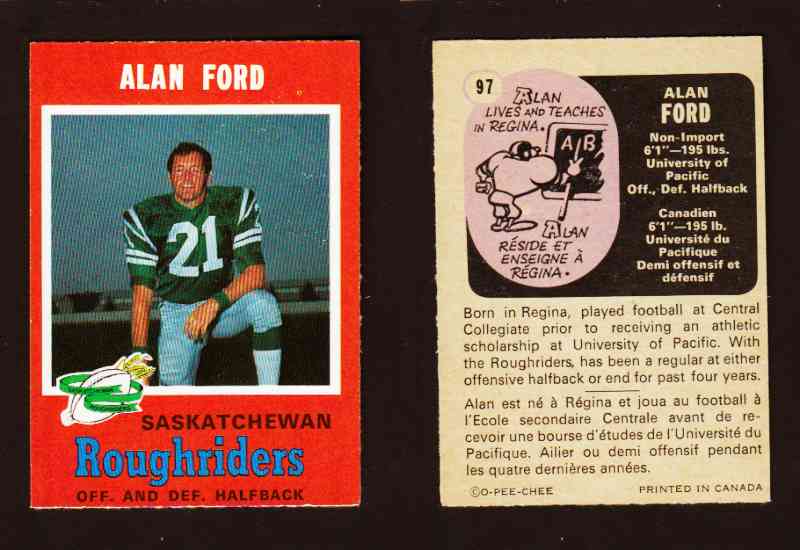 ALAN FORD
21
SASKATCHEWAN
Roughriders
OFF. AND DEF. HALFBACK
97
ALAN
LIVES AND TEACHES
IN REGINA.
A/B
ALAN
RÉSIDE ET
ENSEIGNE À
RÉGINA.
ALAN
FORD
Non-Import
6'1"—195 lbs.
University of
Pacific
Off., Def. Halfback
Canadien
6'1"—195 lb.
Université du
Pacifique
Demi offensif et
défensif
Born in Regina, played football at Central
Collegiate prior to receiving an athletic
scholarship at University of Pacific. With
the Roughriders, has been a regular at either
offensive halfback or end for past four years.
Alan est né à Régina et joua au football à
l'Ecole secondaire Centrale avant de re-
cevoir une bourse d'études de l'Université du
Pacifique. Ailier ou demi offensif pendant
les quatre dernières années.
©O-PEE-CHEE
PRINTED IN CANADA